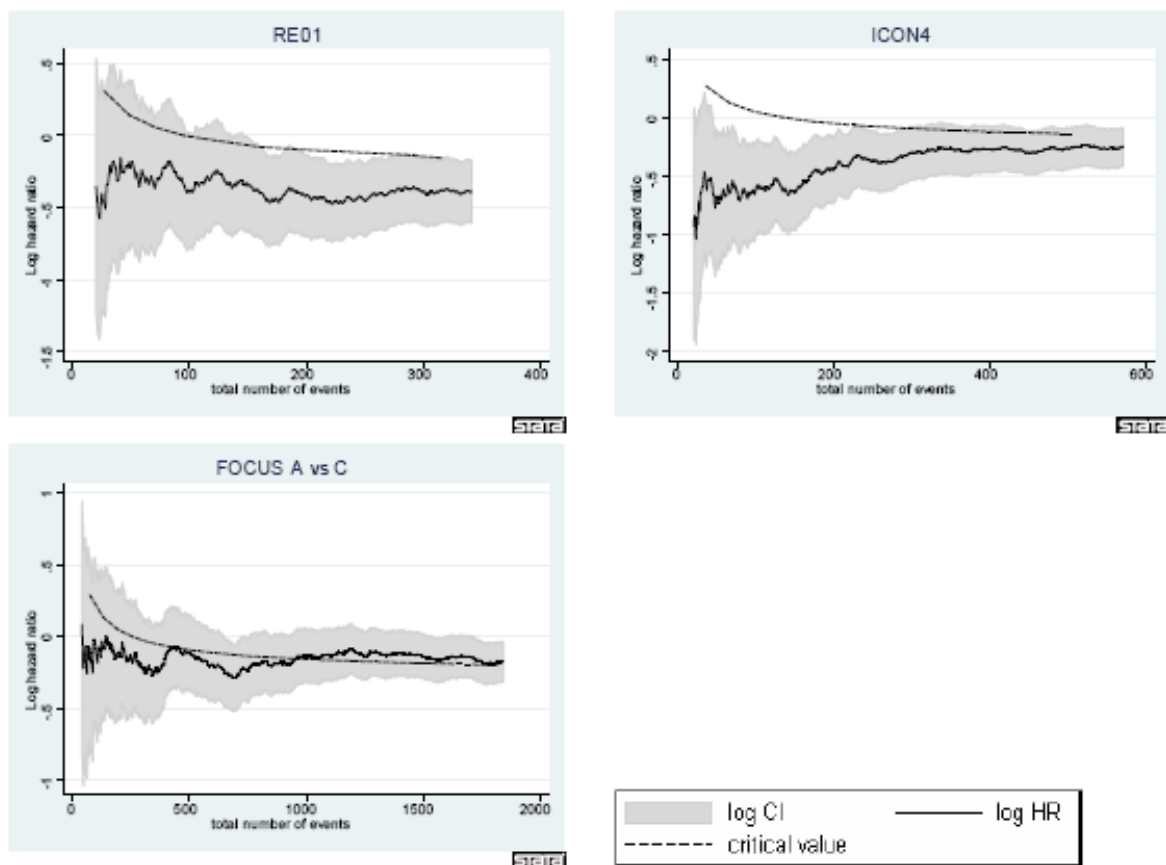 RE01
Log hazard ratio
.5
0
-.5
-1
-1.5
0 100 200 300 400
total number of events
STATA
ICON4
Log hazard ratio
.5
0
-.5
-1
-1.5
-2
0 200 400 600
total number of events
STATA
FOCUS A vs C
Log hazard ratio
1
.5
0
-.5
-1
0 500 1000 1500 2000
total number of events
STATA
log CI log HR
critical value